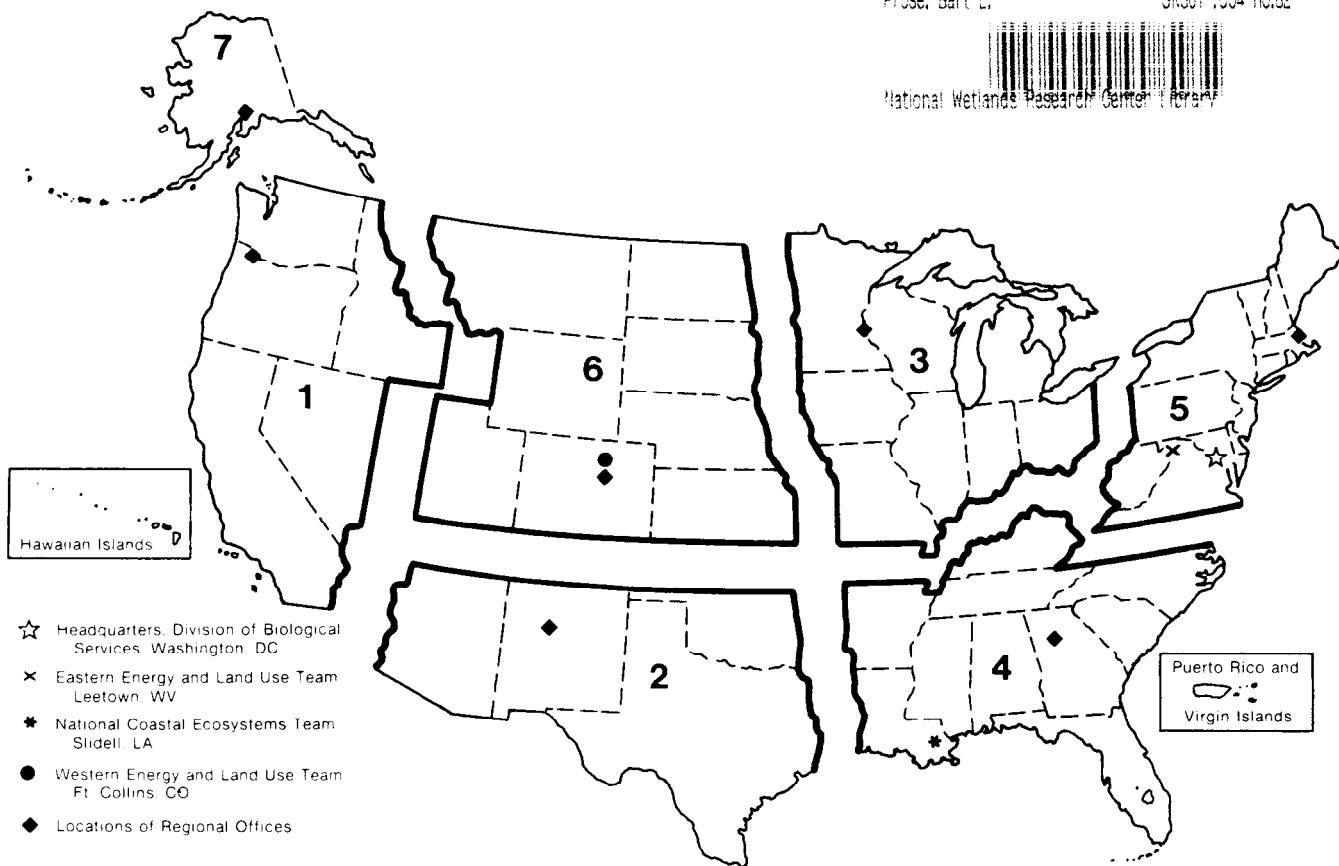 Prose, Bart L.
National Wetlands Research Center Library
7
6
3
1
5
Hawaiian Islands
☆ Headquarters, Division of Biological
Services, Washington, DC
× Eastern Energy and Land Use Team
Leetown, WV
* National Coastal Ecosystems Team
Slidell, LA
● Western Energy and Land Use Team
Ft. Collins, CO
◆ Locations of Regional Offices
2
4
Puerto Rico and
Virgin Islands